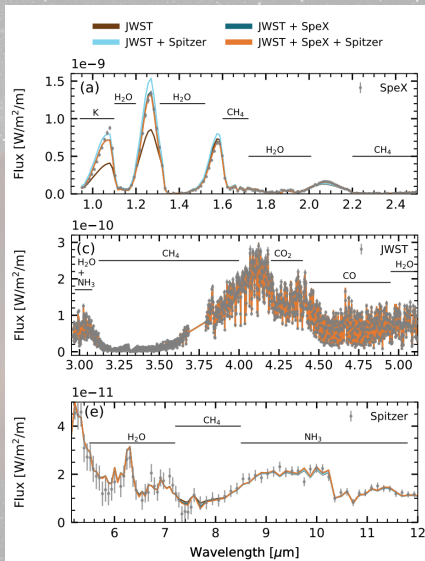 JWST JWST + SpeX
JWST + Spitzer JWST + SpeX + Spitzer
1e−9
(a) SpeX
K H₂O H₂O CH₄ H₂O CH₄
Flux [W/m²/m]
1.5
1.0
0.5
0
1.0 1.2 1.4 1.6 1.8 2.0 2.2 2.4
1e−10
(c) JWST
H₂O + NH₃ CH₄ CO₂ CO H₂O
Flux [W/m²/m]
3
2
1
0
3.00 3.25 3.50 3.75 4.00 4.25 4.50 4.75 5.00
1e−11
(e) Spitzer
H₂O CH₄ NH₃
Flux [W/m²/m]
4
2
0
6 7 8 9 10 11 12
Wavelength [μm]